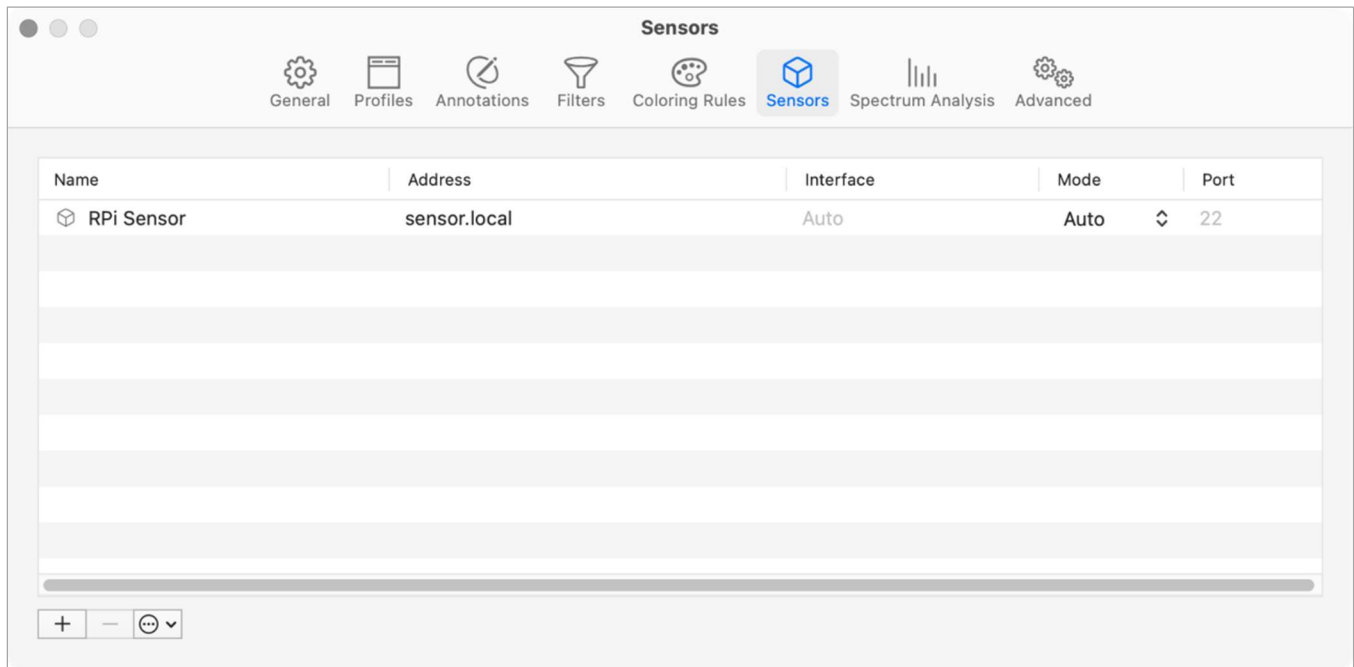 Sensors
General Profiles Annotations Filters Coloring Rules Sensors Spectrum Analysis Advanced
Name Address Interface Mode Port
RPi Sensor sensor.local Auto Auto 22